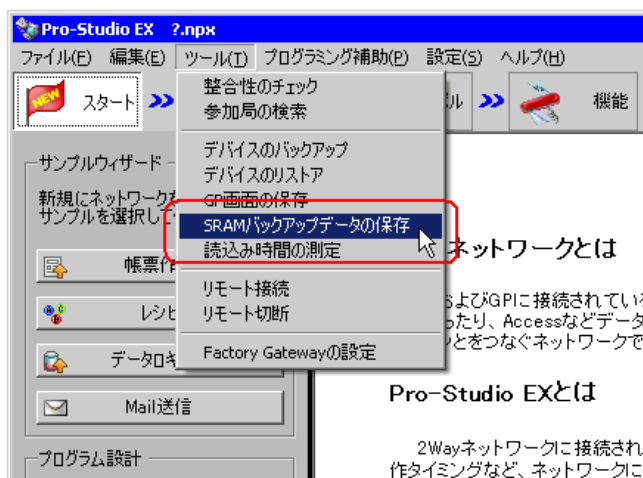 Pro-Studio EX ?.npx
ファイル(F) 編集(E) ツール(T) プログラミング補助(P) 設定(S) ヘルプ(H)
NEW スタート
ル
機能
整合性のチェック
参加局の検索
デバイスのバックアップ
デバイスのリストア
GP画面の保存
SRAMバックアップデータの保存
読込み時間の測定
リモート接続
リモート切断
Factory Gatewayの設定
サンプルウィザード
新規にネットワークを
サンプルを選択して
帳票作
レシピ
データロギ
Mail送信
プログラム設計
ネットワークとは
よびGPに接続されている
たり、Accessなどデータ
とをつなぐネットワークで
Pro-Studio EXとは
2Wayネットワークに接続され
作タイミングなど、ネットワークに